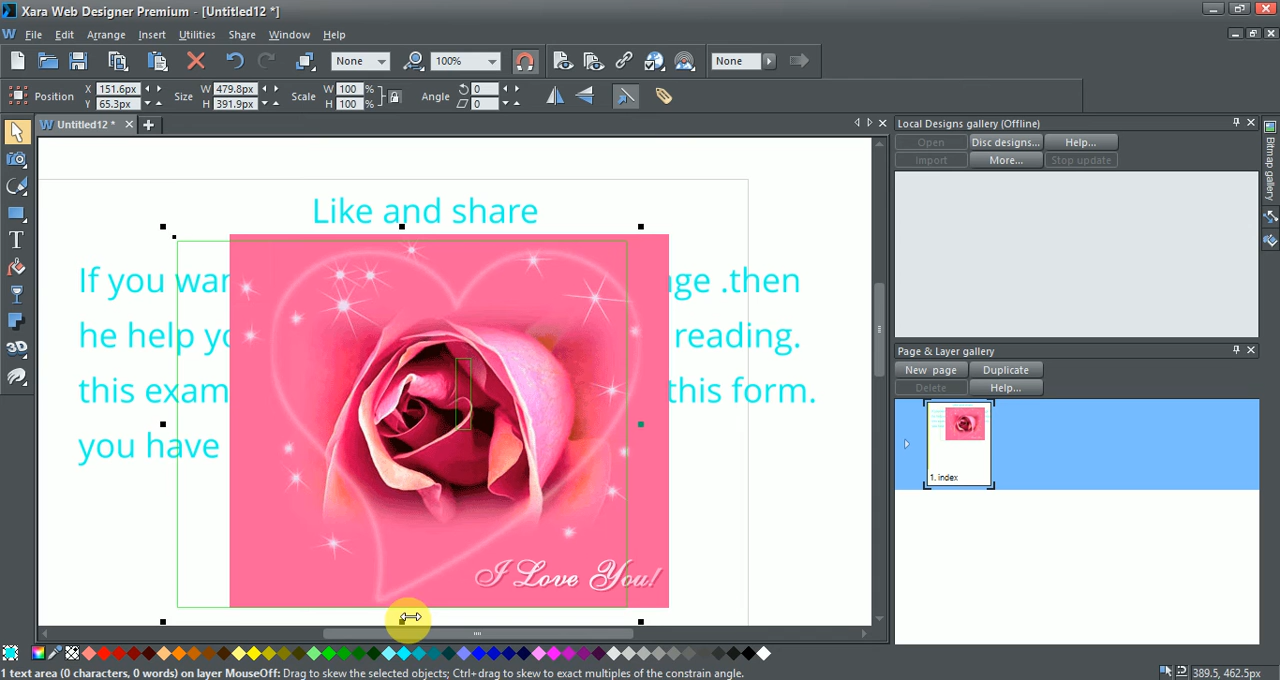 Xara Web Designer Premium - [Untitled12 *]
File Edit Arrange Insert Utilities Share Window Help
None 100% None
Position X 151.6px Y 65.3px Size W 479.8px H 391.9px Scale W 100 % H 100 % Angle 0 0
Untitled12 *
Like and share
If you wan
nge .then
he help yo
reading.
this exam
this form.
you have
I Love You!
Local Designs gallery (Offline)
Open Disc designs... Help...
Import More... Stop update
Bitmap gallery
Page & Layer gallery
New page Duplicate
Delete Help...
1. index
1 text area (0 characters, 0 words) on layer MouseOff: Drag to skew the selected objects; Ctrl+drag to skew to exact multiples of the constrain angle.
389.5, 462.5px